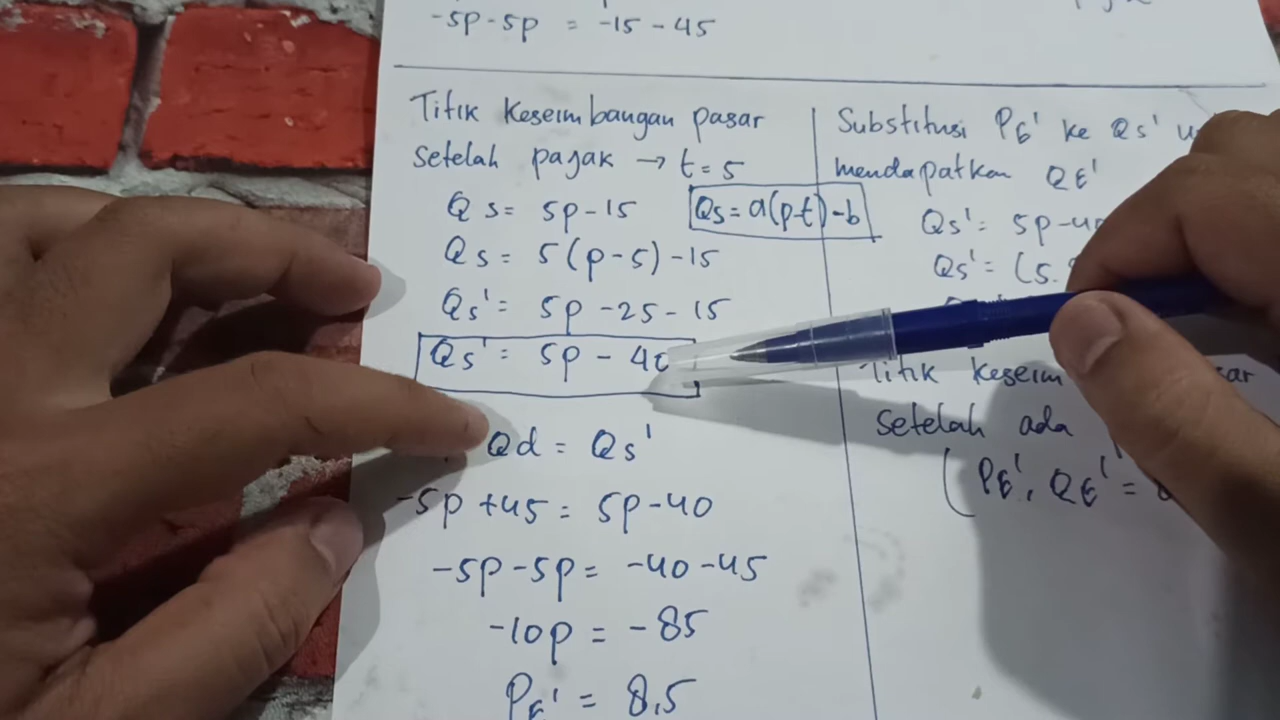 -5p-5p = -15-45
Titik Keseimbangan pasar
setelah pajak → t=5
Qs= 5p-15
Qs=a(p-t)-b
Qs= 5(p-5)-15
Qs'= 5p-25-15
Qs'= 5p-40
Qd = Qs'
-5p+45 = 5p-40
-5p-5p= -40-45
-10p = -85
PE' = 8,5
Substitusi PE' ke Qs'
mendapatkan QE'
Qs'= 5p-40
Qs'= (5.
Titik
setelah ada
(PE', QE' =